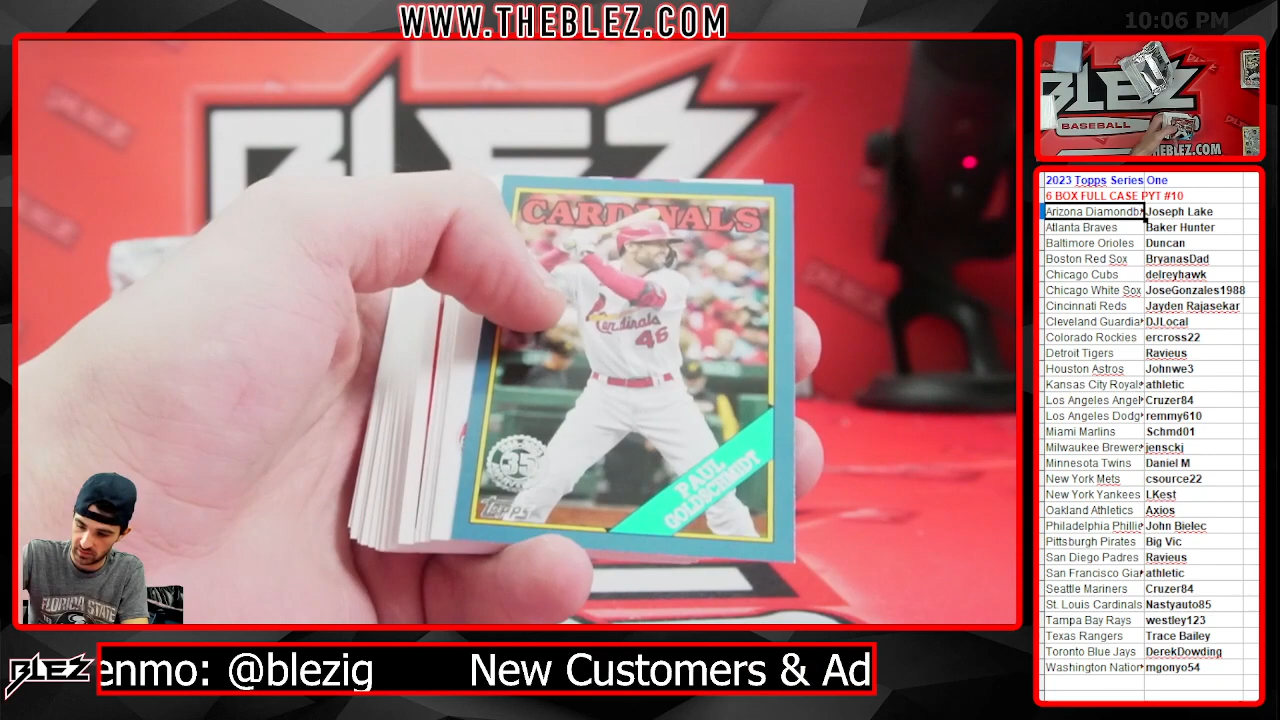 WWW.THEBLEZ.COM
10:06 PM
BLEZ
BASEBALL
THEBLEZ.COM
BLEZ
CARDINALS
Cardinals
46
35
Topps
PAUL
GOLDSCHMIDT
2023 Topps Series One
6 BOX FULL CASE PYT #10
Arizona Diamondb Joseph Lake
Atlanta Braves Baker Hunter
Baltimore Orioles Duncan
Boston Red Sox BryanasDad
Chicago Cubs delreyhawk
Chicago White Sox JoseGonzales1988
Cincinnati Reds Jayden Rajasekar
Cleveland Guardia DJLocal
Colorado Rockies ercross22
Detroit Tigers Ravieus
Houston Astros Johnwe3
Kansas City Royals athletic
Los Angeles Angel Cruzer84
Los Angeles Dodg remmy610
Miami Marlins Schmd01
Milwaukee Brewers jensckj
Minnesota Twins Daniel M
New York Mets csource22
New York Yankees LKest
Oakland Athletics Axios
Philadelphia Phillie John Bielec
Pittsburgh Pirates Big Vic
San Diego Padres Ravieus
San Francisco Gia athletic
Seattle Mariners Cruzer84
St. Louis Cardinals Nastyauto85
Tampa Bay Rays westley123
Texas Rangers Trace Bailey
Toronto Blue Jays DerekDowding
Washington Nation mgonyo54
FLORIDA STATE
BLEZ
enmo: @blezig New Customers & Ad